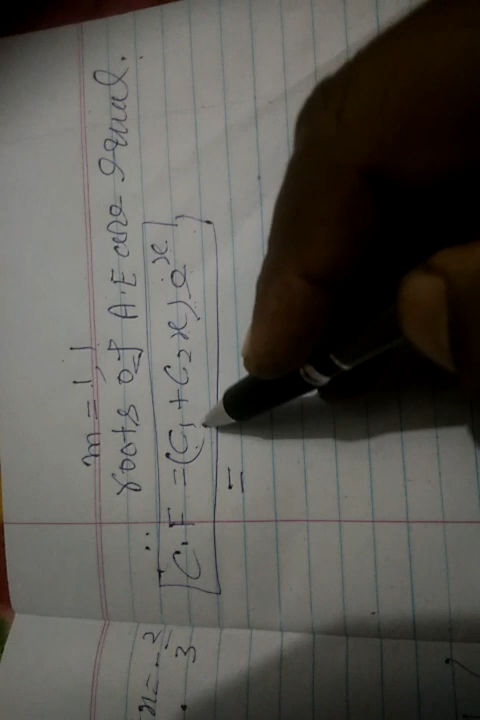 m = 1, 1
roots of A.E are equal.
∴ C.F = (C₁ + C₂x) eˣ
x = -2/3